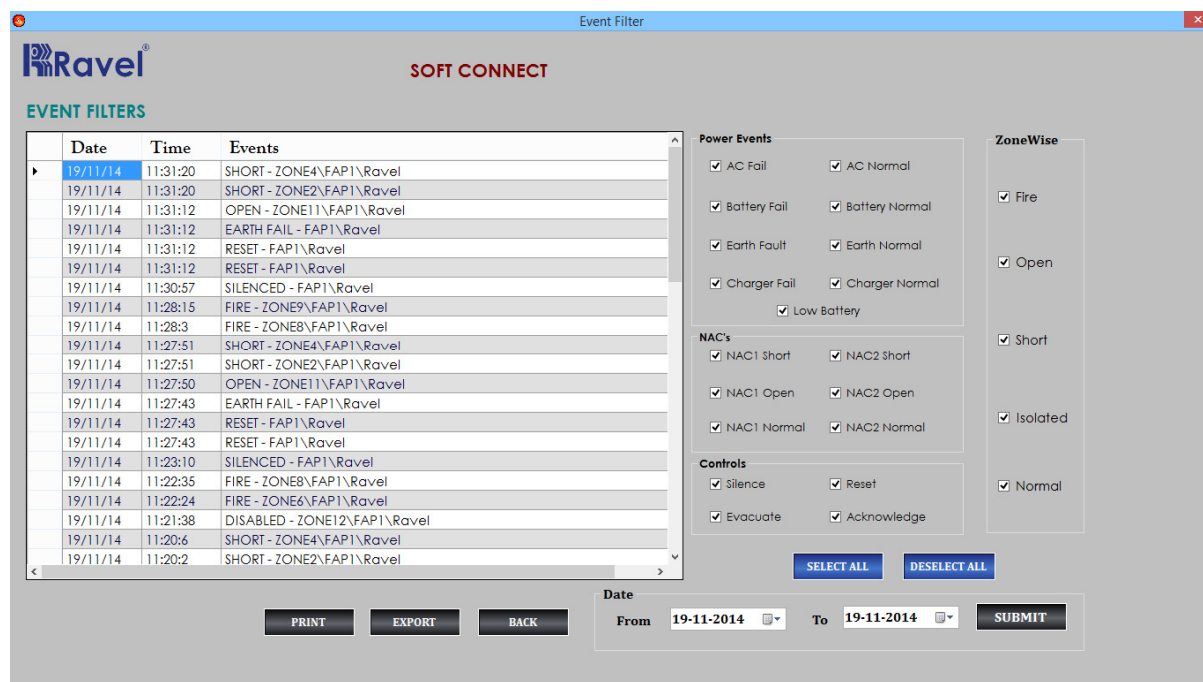 Event Filter
Ravel®
SOFT CONNECT
EVENT FILTERS
Date Time Events
19/11/14 11:31:20 SHORT - ZONE4\FAP1\Ravel
19/11/14 11:31:20 SHORT - ZONE2\FAP1\Ravel
19/11/14 11:31:12 OPEN - ZONE11\FAP1\Ravel
19/11/14 11:31:12 EARTH FAIL - FAP1\Ravel
19/11/14 11:31:12 RESET - FAP1\Ravel
19/11/14 11:31:12 RESET - FAP1\Ravel
19/11/14 11:30:57 SILENCED - FAP1\Ravel
19/11/14 11:28:15 FIRE - ZONE9\FAP1\Ravel
19/11/14 11:28:3 FIRE - ZONE8\FAP1\Ravel
19/11/14 11:27:51 SHORT - ZONE4\FAP1\Ravel
19/11/14 11:27:51 SHORT - ZONE2\FAP1\Ravel
19/11/14 11:27:50 OPEN - ZONE11\FAP1\Ravel
19/11/14 11:27:43 EARTH FAIL - FAP1\Ravel
19/11/14 11:27:43 RESET - FAP1\Ravel
19/11/14 11:27:43 RESET - FAP1\Ravel
19/11/14 11:23:10 SILENCED - FAP1\Ravel
19/11/14 11:22:35 FIRE - ZONE8\FAP1\Ravel
19/11/14 11:22:24 FIRE - ZONE6\FAP1\Ravel
19/11/14 11:21:38 DISABLED - ZONE12\FAP1\Ravel
19/11/14 11:20:6 SHORT - ZONE4\FAP1\Ravel
19/11/14 11:20:2 SHORT - ZONE2\FAP1\Ravel
Power Events
AC Fail AC Normal
Battery Fail Battery Normal
Earth Fault Earth Normal
Charger Fail Charger Normal
Low Battery
NAC's
NAC1 Short NAC2 Short
NAC1 Open NAC2 Open
NAC1 Normal NAC2 Normal
Controls
Silence Reset
Evacuate Acknowledge
ZoneWise
Fire
Open
Short
Isolated
Normal
SELECT ALL DESELECT ALL
PRINT EXPORT BACK
Date
From 19-11-2014 To 19-11-2014 SUBMIT